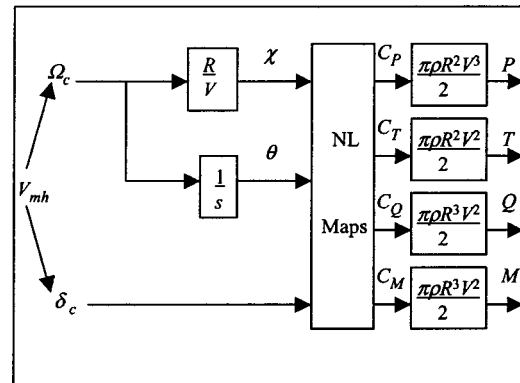 Ω_c
R/V
χ
C_P
πρR²V³/2
P
NL
C_T
πρR²V²/2
T
θ
1/s
V_mh
Maps
C_Q
πρR³V²/2
Q
δ_c
C_M
πρR³V²/2
M